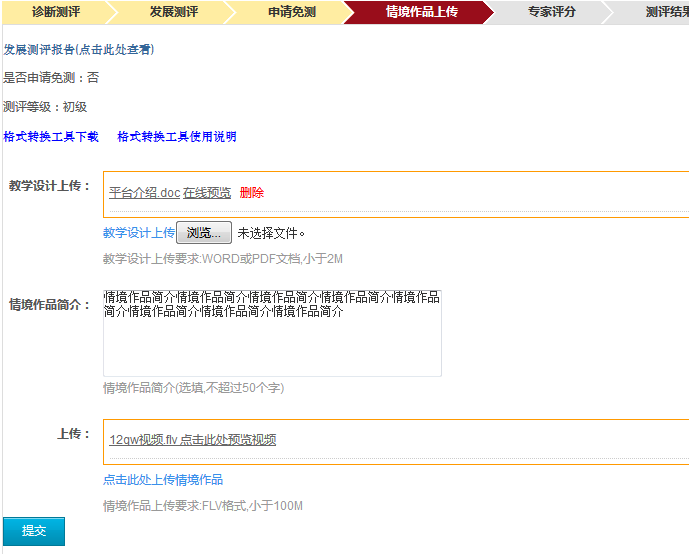 诊断测评 发展测评 申请免测 情境作品上传 专家评分 测评结果
发展测评报告(点击此处查看)
是否申请免测：否
测评等级：初级
格式转换工具下载 格式转换工具使用说明
教学设计上传： 平台介绍.doc 在线预览 删除
教学设计上传 浏览... 未选择文件。
教学设计上传要求:WORD或PDF文档,小于2M
情境作品简介： 情境作品简介情境作品简介情境作品简介情境作品简介情境作品
简介情境作品简介情境作品简介情境作品简介
情境作品简介(选填,不超过50个字)
上传： 12qw视频.flv 点击此处预览视频
点击此处上传情境作品
情境作品上传要求:FLV格式,小于100M
提交